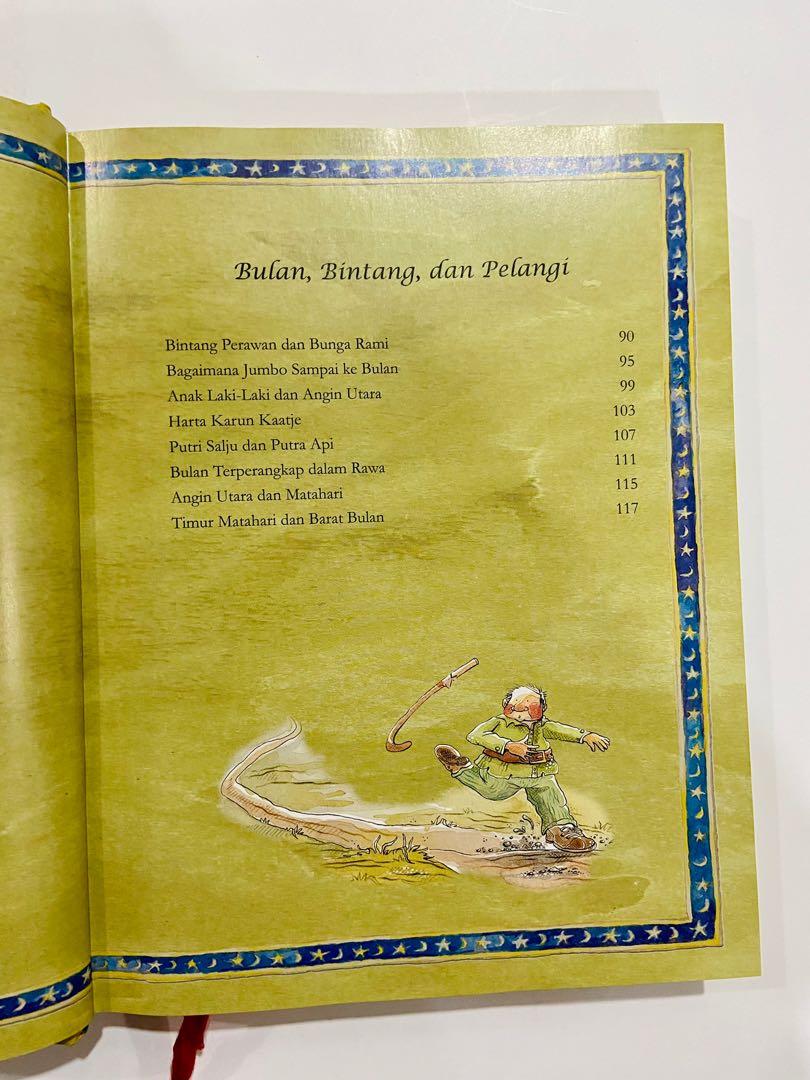 Bulan, Bintang, dan Pelangi
Bintang Perawan dan Bunga Rami 90
Bagaimana Jumbo Sampai ke Bulan 95
Anak Laki-Laki dan Angin Utara 99
Harta Karun Kaatje 103
Putri Salju dan Putra Api 107
Bulan Terperangkap dalam Rawa 111
Angin Utara dan Matahari 115
Timur Matahari dan Barat Bulan 117